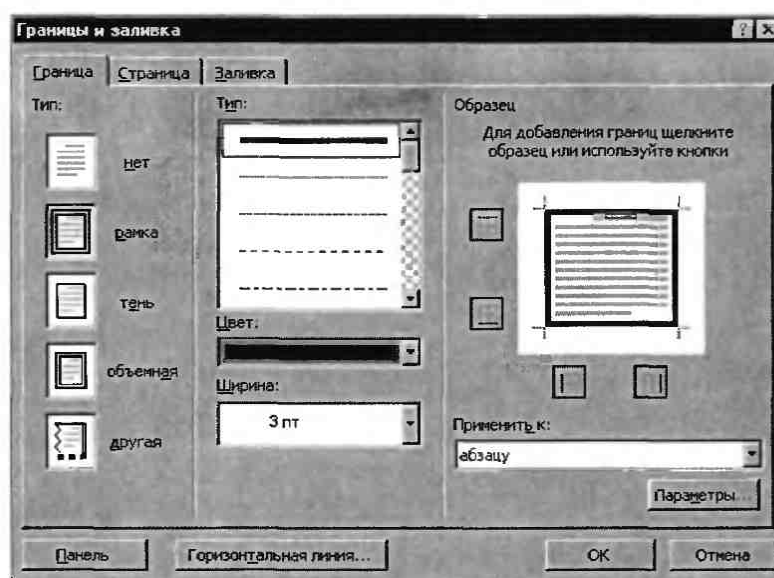 Границы и заливка
Граница
Страница
Заливка
Тип:
нет
рамка
тень
объемная
другая
Тип:
Цвет:
Ширина:
3 пт
Образец
Для добавления границ щелкните
образец или используйте кнопки
Применить к:
абзацу
Параметры...
Панель
Горизонтальная линия...
ОК
Отмена